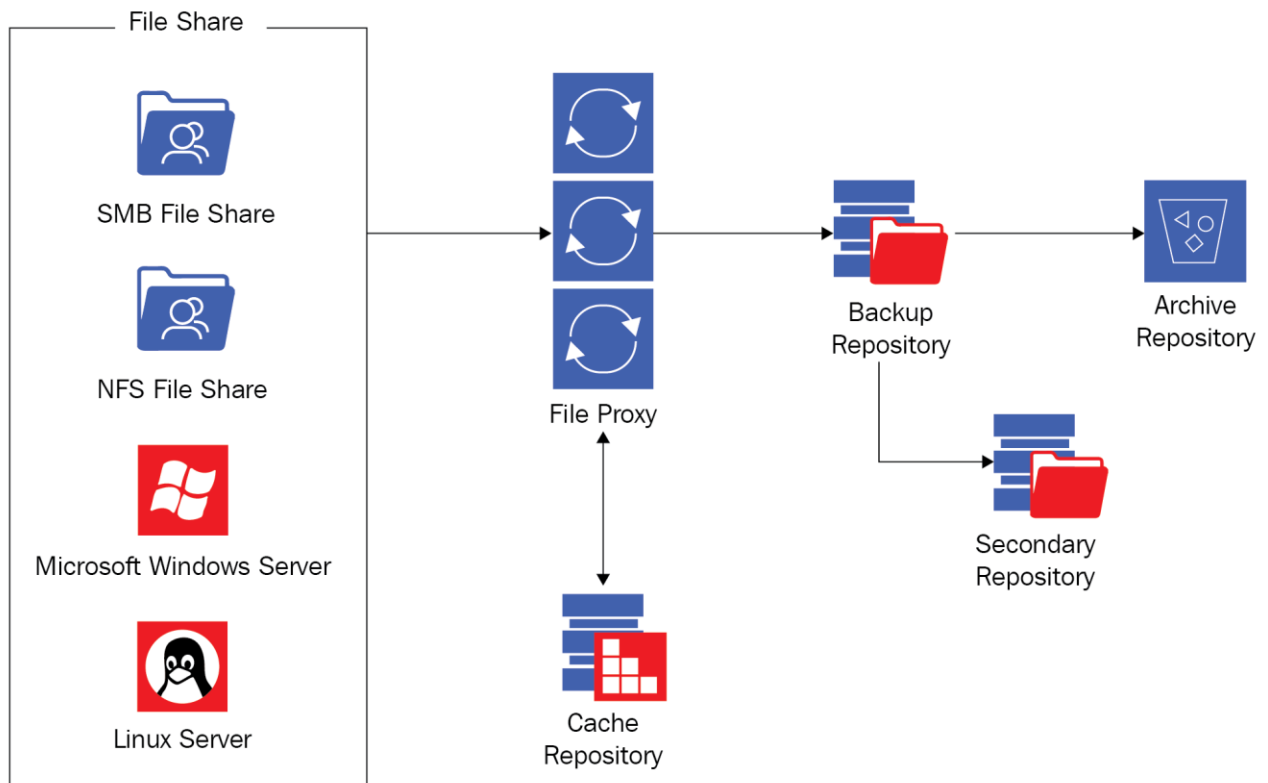 File Share
SMB File Share
NFS File Share
Microsoft Windows Server
Linux Server
File Proxy
Cache
Repository
Backup
Repository
Secondary
Repository
Archive
Repository